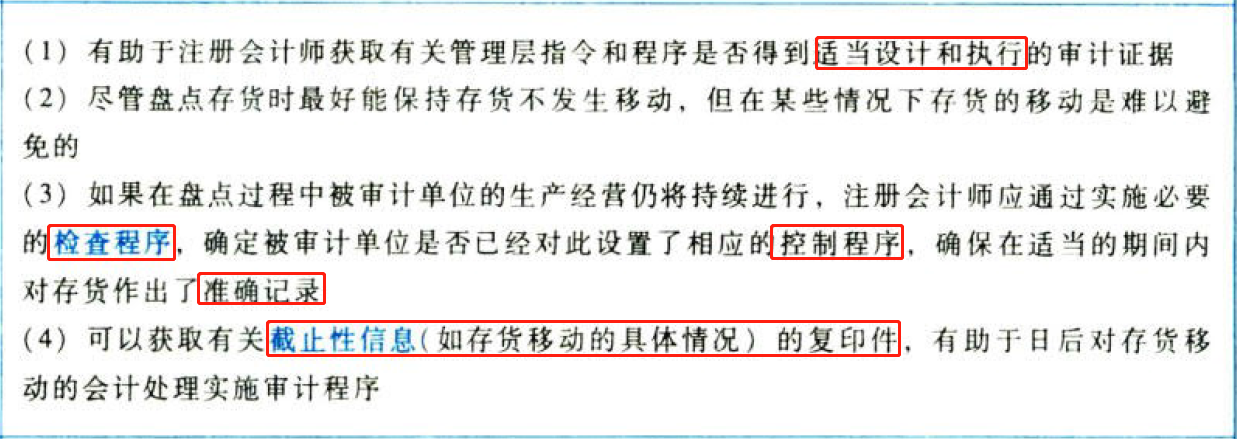 (1) 有助于注册会计师获取有关管理层指令和程序是否得到适当设计和执行的审计证据
(2) 尽管盘点存货时最好能保持存货不发生移动，但在某些情况下存货的移动是难以避
免的
(3) 如果在盘点过程中被审计单位的生产经营仍将持续进行，注册会计师应通过实施必要
的检查程序，确定被审计单位是否已经对此设置了相应的控制程序，确保在适当的期间内
对存货作出了准确记录
(4) 可以获取有关截止性信息(如存货移动的具体情况) 的复印件，有助于日后对存货移
动的会计处理实施审计程序